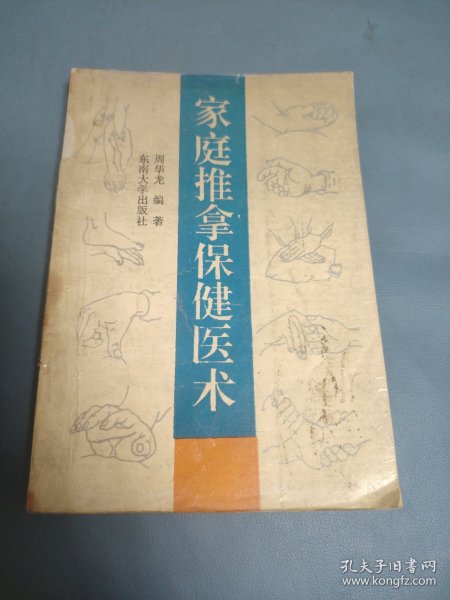 家庭推拿保健医术
周华龙 编著
东南大学出版社
孔夫子旧书网
www.kongfz.com